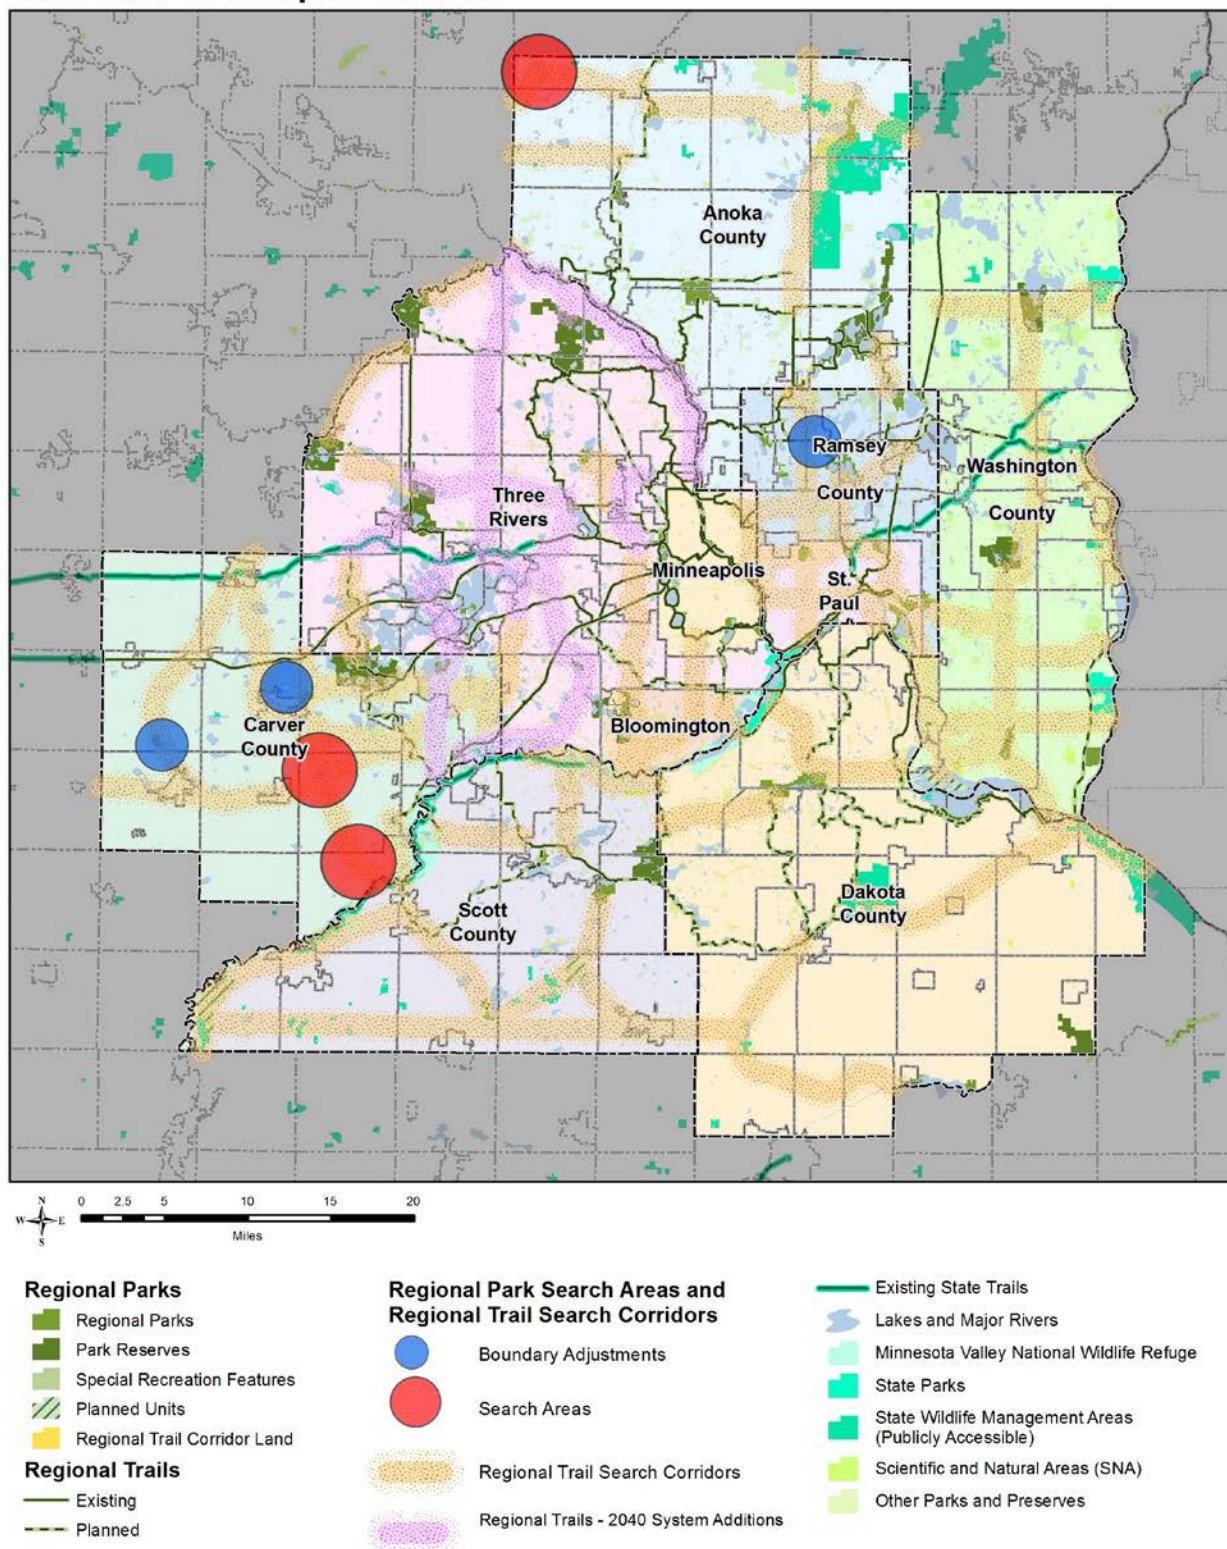 Anoka
County
Ramsey
County
Washington
County
Three
Rivers
Minneapolis
St.
Paul
Carver
County
Bloomington
Scott
County
Dakota
County
N
W E
S
0 2.5 5 10 15 20
Miles
Regional Parks
Regional Parks
Park Reserves
Special Recreation Features
Planned Units
Regional Trail Corridor Land
Regional Trails
Existing
Planned
Regional Park Search Areas and
Regional Trail Search Corridors
Boundary Adjustments
Search Areas
Regional Trail Search Corridors
Regional Trails - 2040 System Additions
Existing State Trails
Lakes and Major Rivers
Minnesota Valley National Wildlife Refuge
State Parks
State Wildlife Management Areas
(Publicly Accessible)
Scientific and Natural Areas (SNA)
Other Parks and Preserves